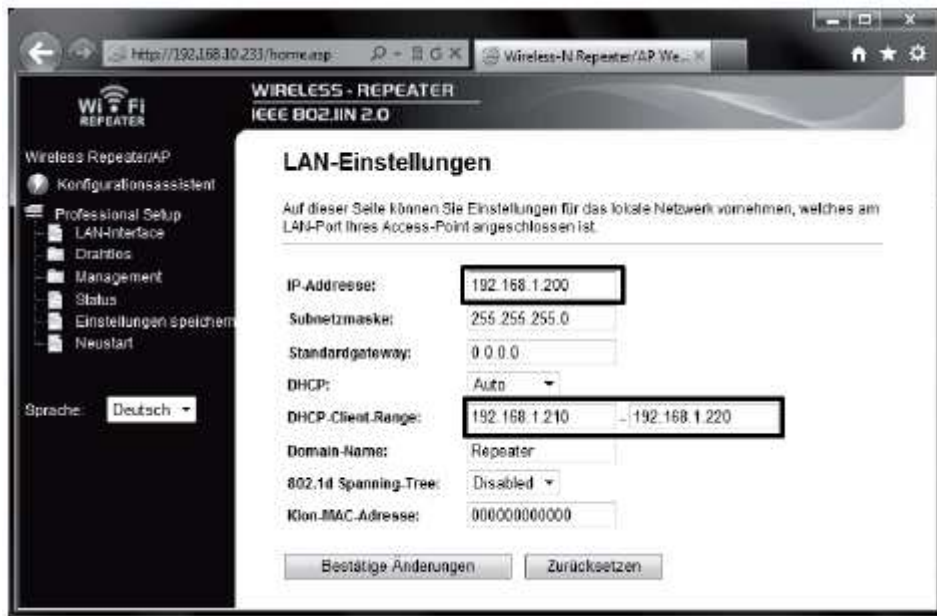 http://192.168.10.233/home.asp
Wireless-N Repeater/AP We...
Wi Fi
REPEATER
WIRELESS - REPEATER
IEEE 802.11N 2.0
Wireless Repeater/AP
Konfigurationsassistent
Professional Setup
LAN-Interface
Drahtlos
Management
Status
Einstellungen speichern
Neustart
Sprache: Deutsch
LAN-Einstellungen
Auf dieser Seite können Sie Einstellungen für das lokale Netzwerk vornehmen, welches am
LAN-Port Ihres Access-Point angeschlossen ist.
IP-Addresse: 192.168.1.200
Subnetzmaske: 255.255.255.0
Standardgateway: 0.0.0.0
DHCP: Auto
DHCP-Client-Range: 192.168.1.210 - 192.168.1.220
Domain-Name: Repeater
802.1d Spanning-Tree: Disabled
Klon-MAC-Adresse: 000000000000
Bestätige Änderungen
Zurücksetzen